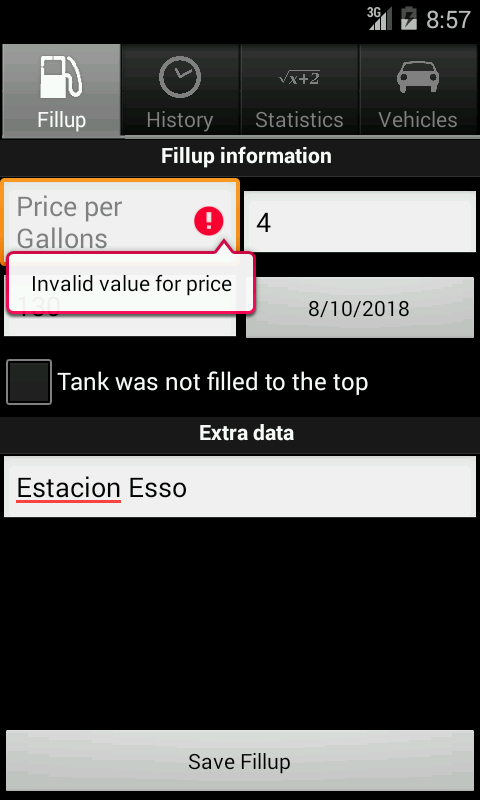 3G 8:57
√x+2
Fillup History Statistics Vehicles
Fillup information
Price per
Gallons
4
Invalid value for price
130
8/10/2018
Tank was not filled to the top
Extra data
Estacion Esso
Save Fillup